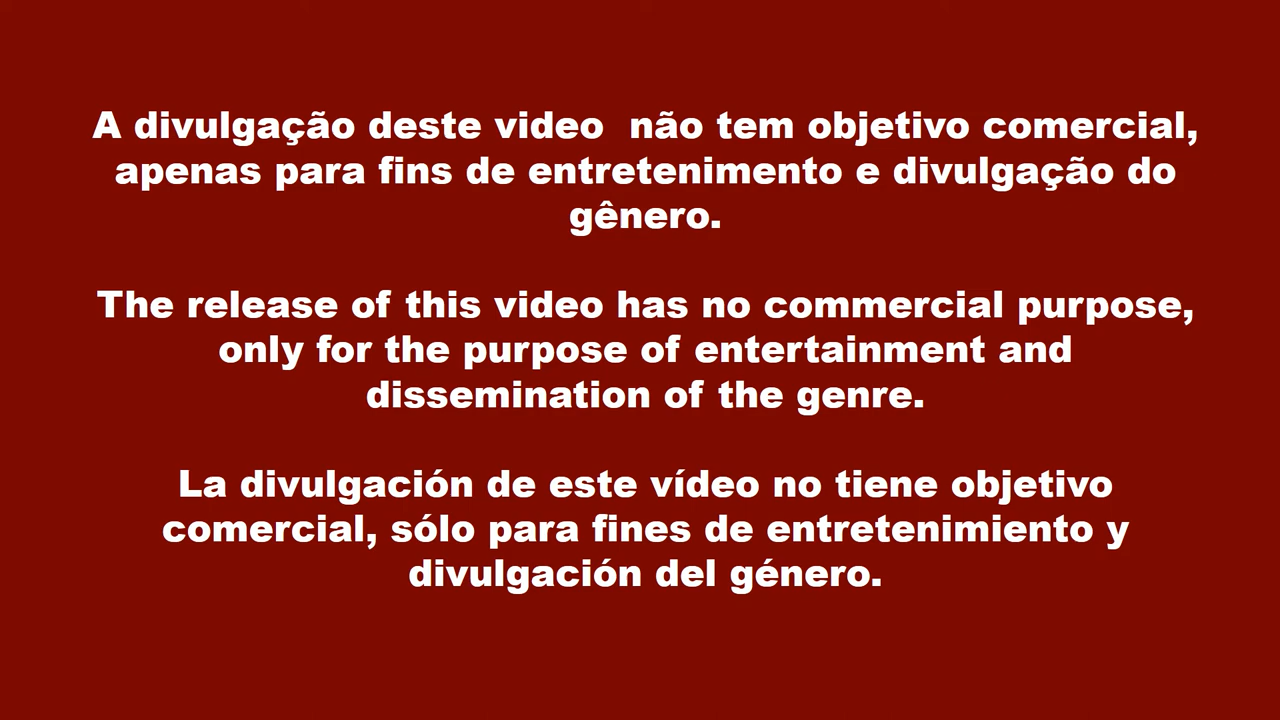 A divulgação deste video  não tem objetivo comercial,
apenas para fins de entretenimento e divulgação do
gênero.
The release of this video has no commercial purpose,
only for the purpose of entertainment and
dissemination of the genre.
La divulgación de este vídeo no tiene objetivo
comercial, sólo para fines de entretenimiento y
divulgación del género.